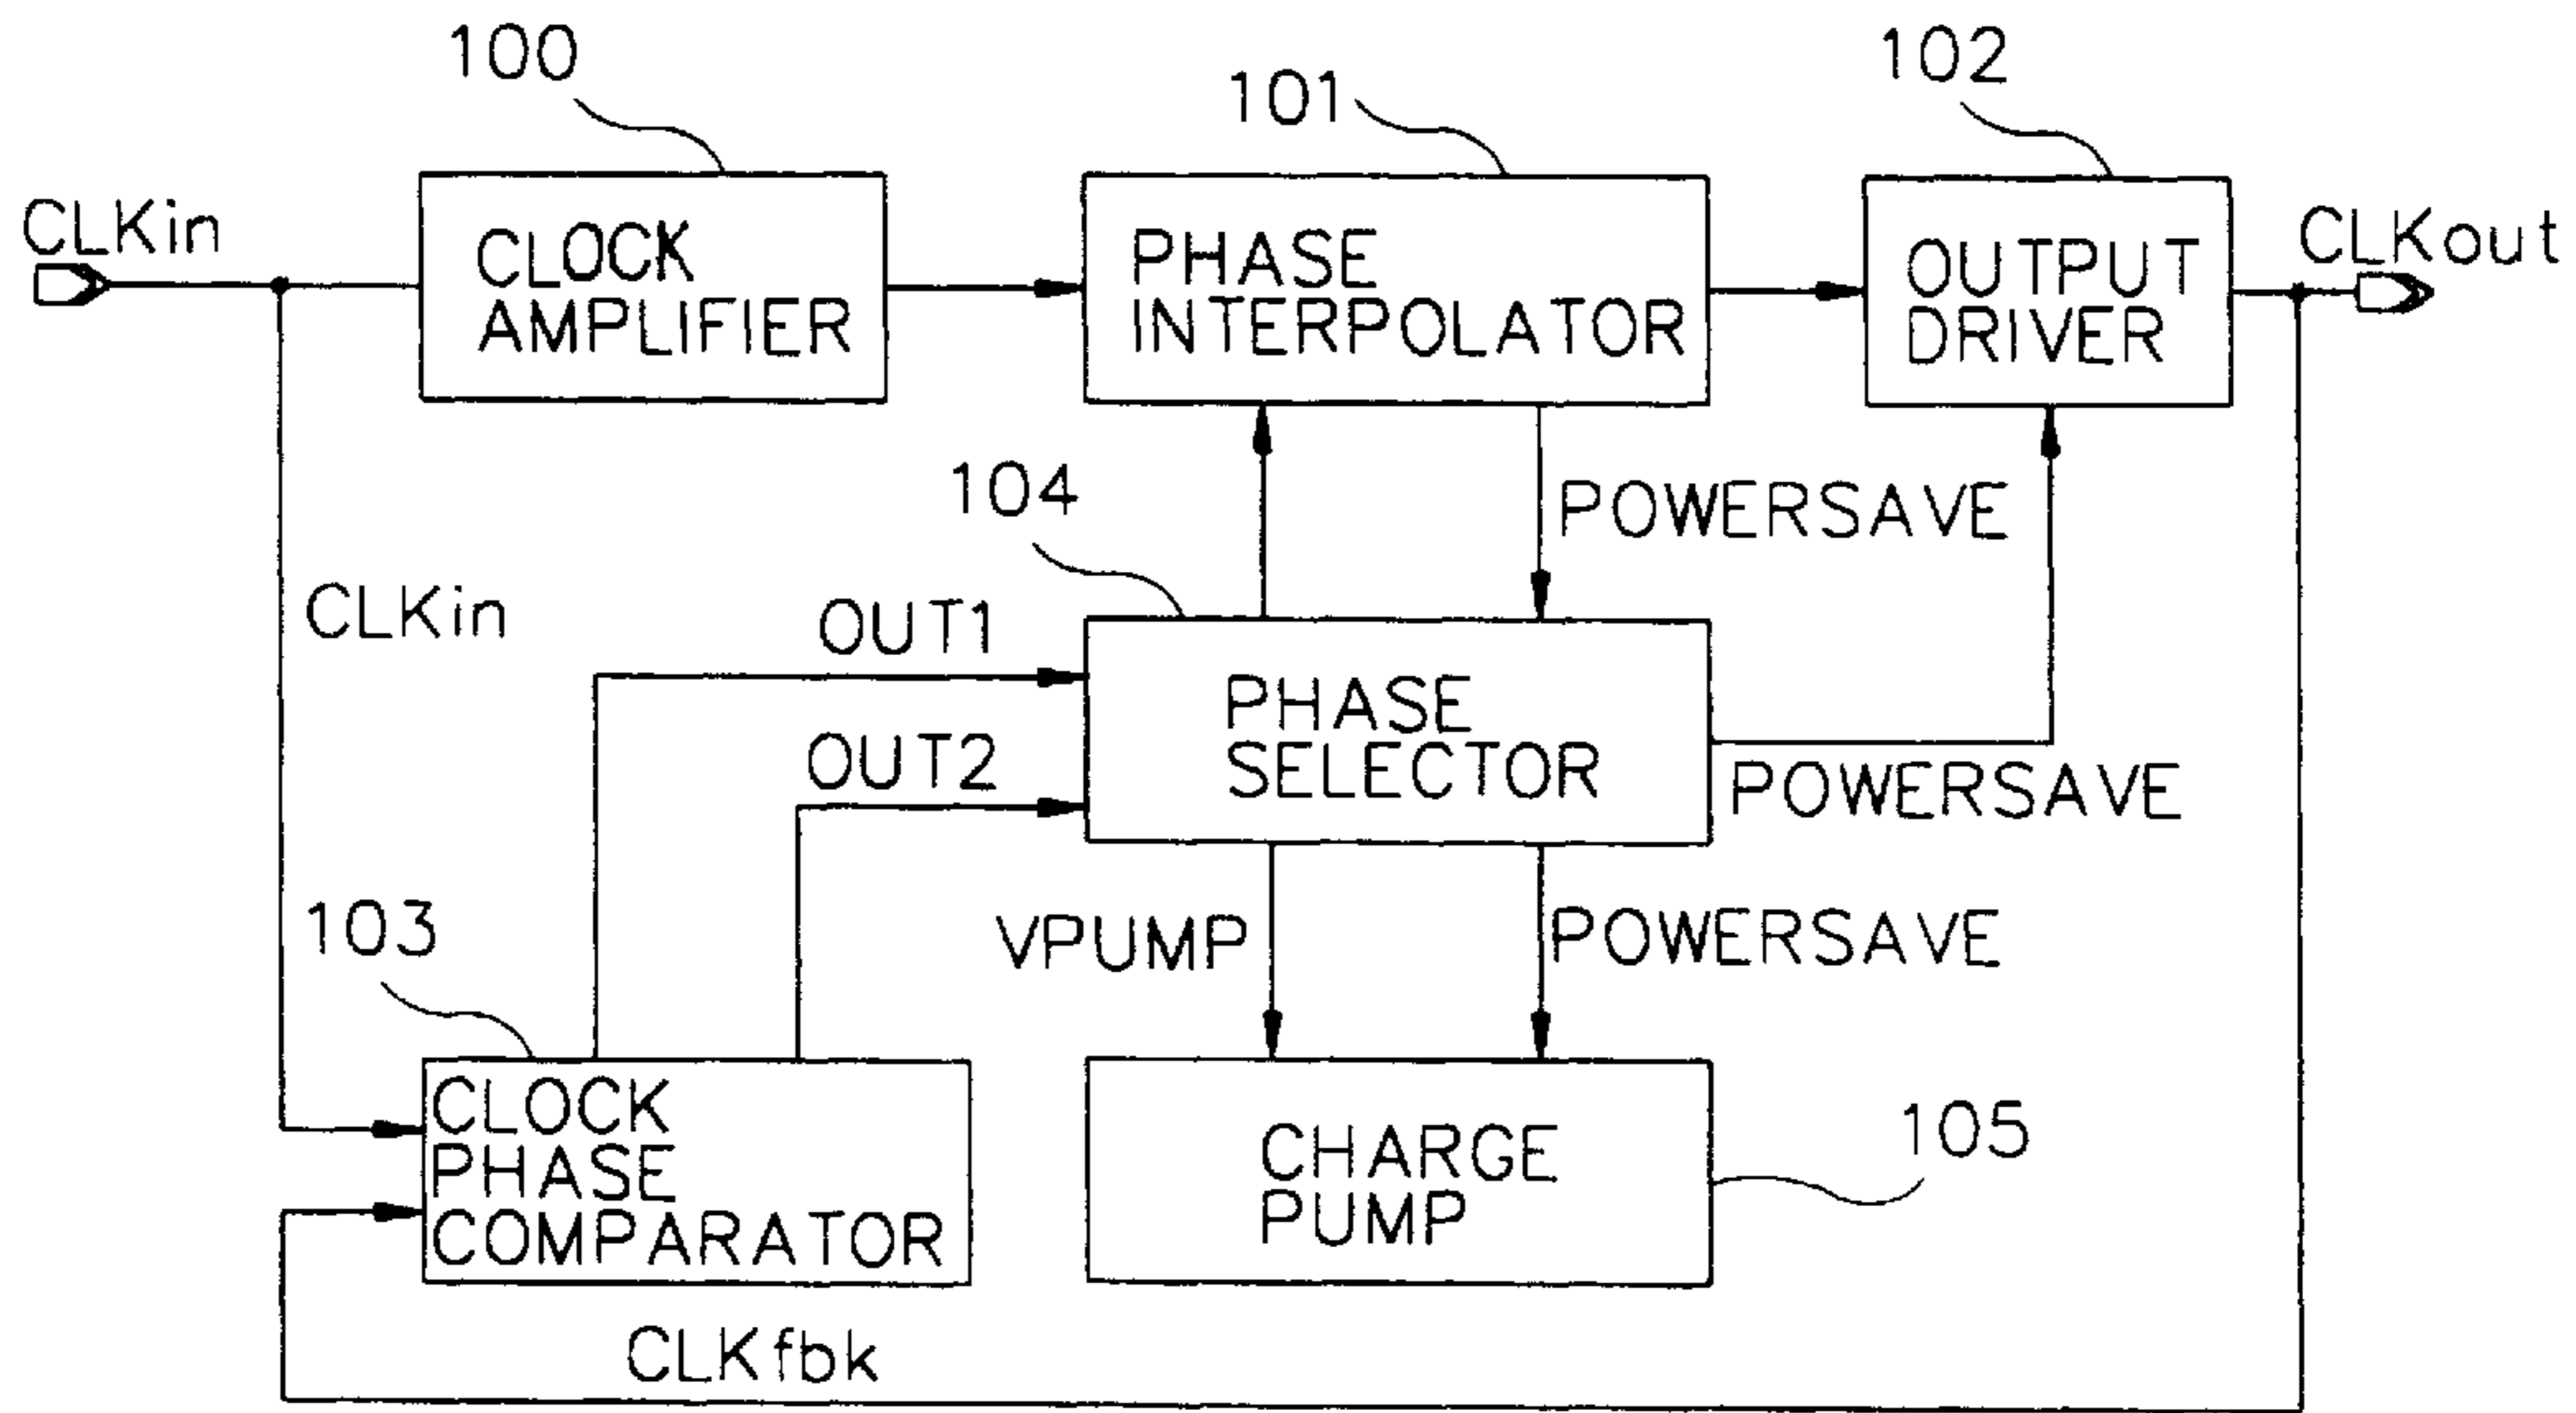 100
101
102
CLKin
CLOCK
AMPLIFIER
PHASE
INTERPOLATOR
OUTPUT
DRIVER
CLKout
104
POWERSAVE
CLKin
OUT1
OUT2
PHASE
SELECTOR
POWERSAVE
103
VPUMP
POWERSAVE
CLOCK
PHASE
COMPARATOR
CHARGE
PUMP
105
CLKfbk